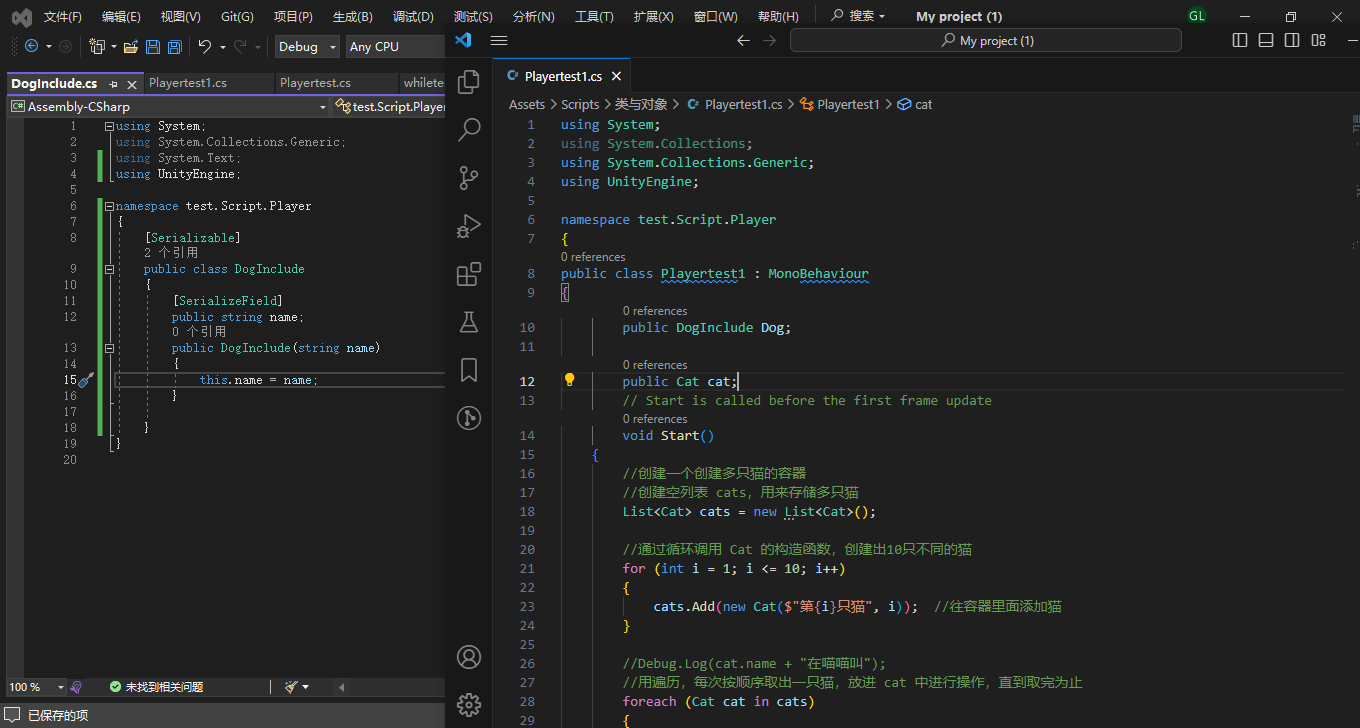 文件(F) 编辑(E) 视图(V) Git(G) 项目(P) 生成(B) 调试(D) 测试(S) 分析(N) 工具(T) 扩展(X) 窗口(W) 帮助(H) 搜索 My project (1) GL
Debug Any CPU
DogInclude.cs Playertest1.cs Playertest.cs whilete
Assembly-CSharp test.Script.Player
1 using System;
2 using System.Collections.Generic;
3 using System.Text;
4 using UnityEngine;
5
6 namespace test.Script.Player
7 {
8 [Serializable]
2 个引用
9 public class DogInclude
10 {
11 [SerializeField]
12 public string name;
0 个引用
13 public DogInclude(string name)
14 {
15 this.name = name;
16 }
17
18 }
19 }
20
100 % 未找到相关问题
已保存的项
My project (1)
Playertest1.cs
Assets > Scripts > 类与对象 > Playertest1.cs > Playertest1 > cat
1 using System;
2 using System.Collections;
3 using System.Collections.Generic;
4 using UnityEngine;
5
6 namespace test.Script.Player
7 {
0 references
8 public class Playertest1 : MonoBehaviour
9 {
0 references
10 public DogInclude Dog;
11
0 references
12 public Cat cat;
13 // Start is called before the first frame update
0 references
14 void Start()
15 {
16 //创建一个创建多只猫的容器
17 //创建空列表 cats，用来存储多只猫
18 List<Cat> cats = new List<Cat>();
19
20 //通过循环调用 Cat 的构造函数，创建出10只不同的猫
21 for (int i = 1; i <= 10; i++)
22 {
23 cats.Add(new Cat($"第{i}只猫", i)); //往容器里面添加猫
24 }
25
26 //Debug.Log(cat.name + "在喵喵叫");
27 //用遍历，每次按顺序取出一只猫，放进 cat 中进行操作，直到取完为止
28 foreach (Cat cat in cats)
29 {